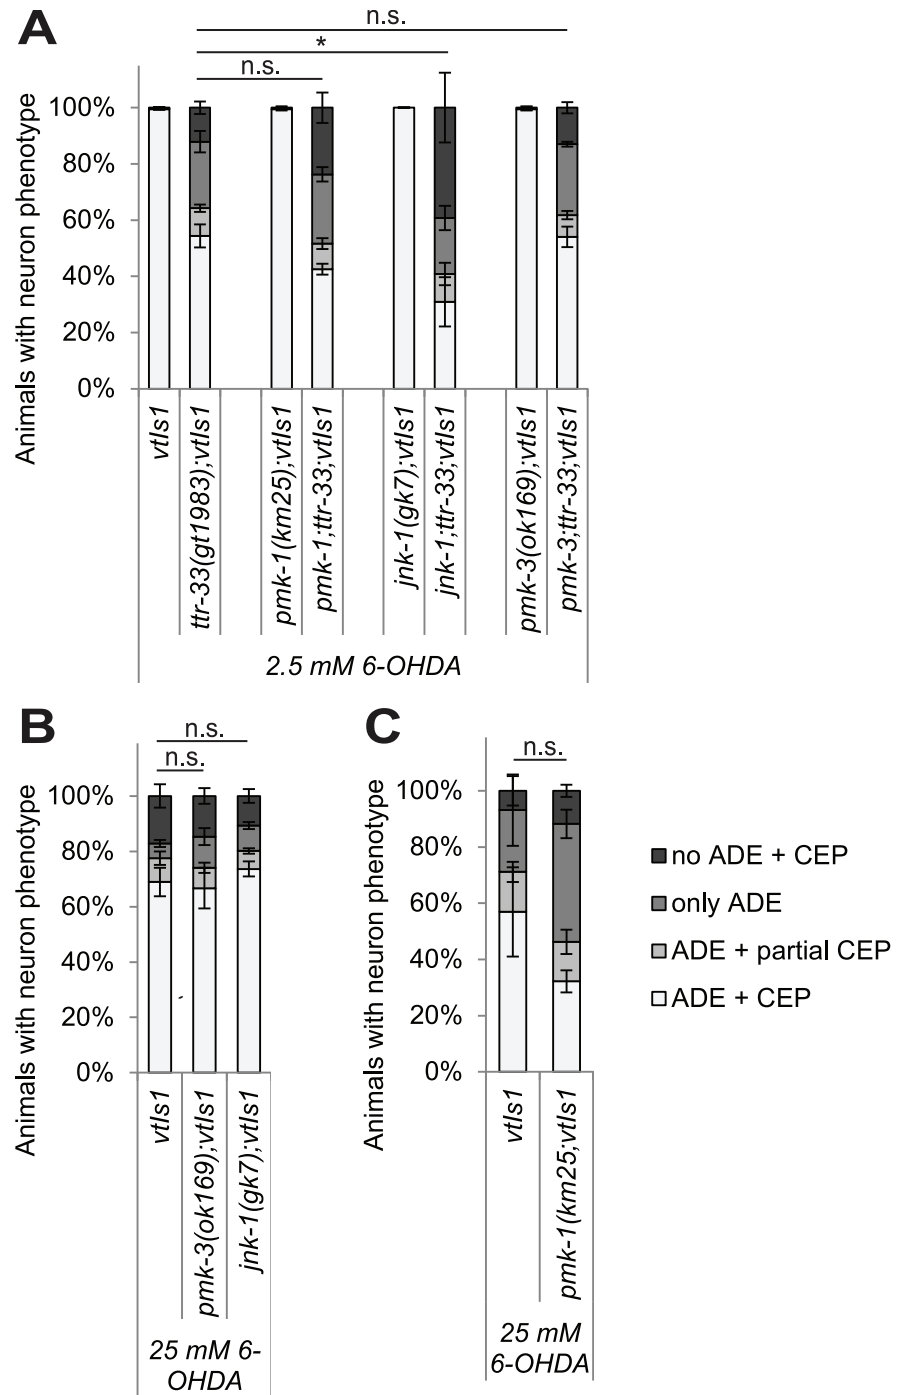 A
n.s.
*
n.s.
Animals with neuron phenotype
100%
80%
60%
40%
20%
0%
vtIs1
ttr-33(gt1983);vtIs1
pmk-1(km25);vtIs1
pmk-1;ttr-33;vtIs1
jnk-1(gk7);vtIs1
jnk-1;ttr-33;vtIs1
pmk-3(ok169);vtIs1
pmk-3;ttr-33;vtIs1
2.5 mM 6-OHDA
B
n.s.
n.s.
Animals with neuron phenotype
100%
80%
60%
40%
20%
0%
vtIs1
pmk-3(ok169);vtIs1
jnk-1(gk7);vtIs1
25 mM 6-
OHDA
C
n.s.
Animals with neuron phenotype
100%
80%
60%
40%
20%
0%
vtIs1
pmk-1(km25;vtIs1
25 mM
6-OHDA
no ADE + CEP
only ADE
ADE + partial CEP
ADE + CEP